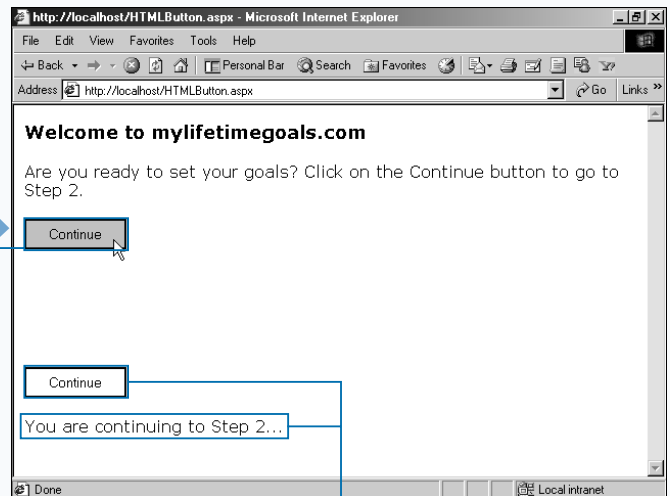 http://localhost/HTMLButton.aspx - Microsoft Internet Explorer
File Edit View Favorites Tools Help
Back Personal Bar Search Favorites
Address http://localhost/HTMLButton.aspx Go Links »
Welcome to mylifetimegoals.com
Are you ready to set your goals? Click on the Continue button to go to
Step 2.
Continue
Continue
You are continuing to Step 2...
Done Local intranet